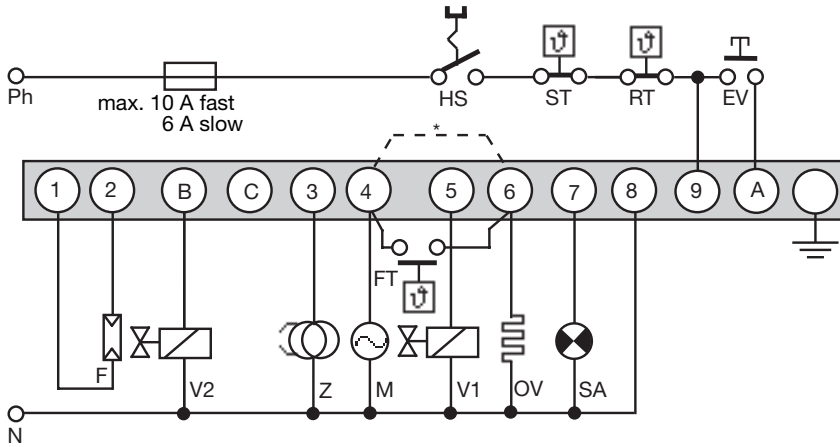 ϑ
ϑ
Ph
max. 10 A fast
6 A slow
HS
ST
RT
EV
*
1
2
B
C
3
4
5
6
7
8
9
A
FT
ϑ
F
V2
Z
M
V1
OV
SA
N